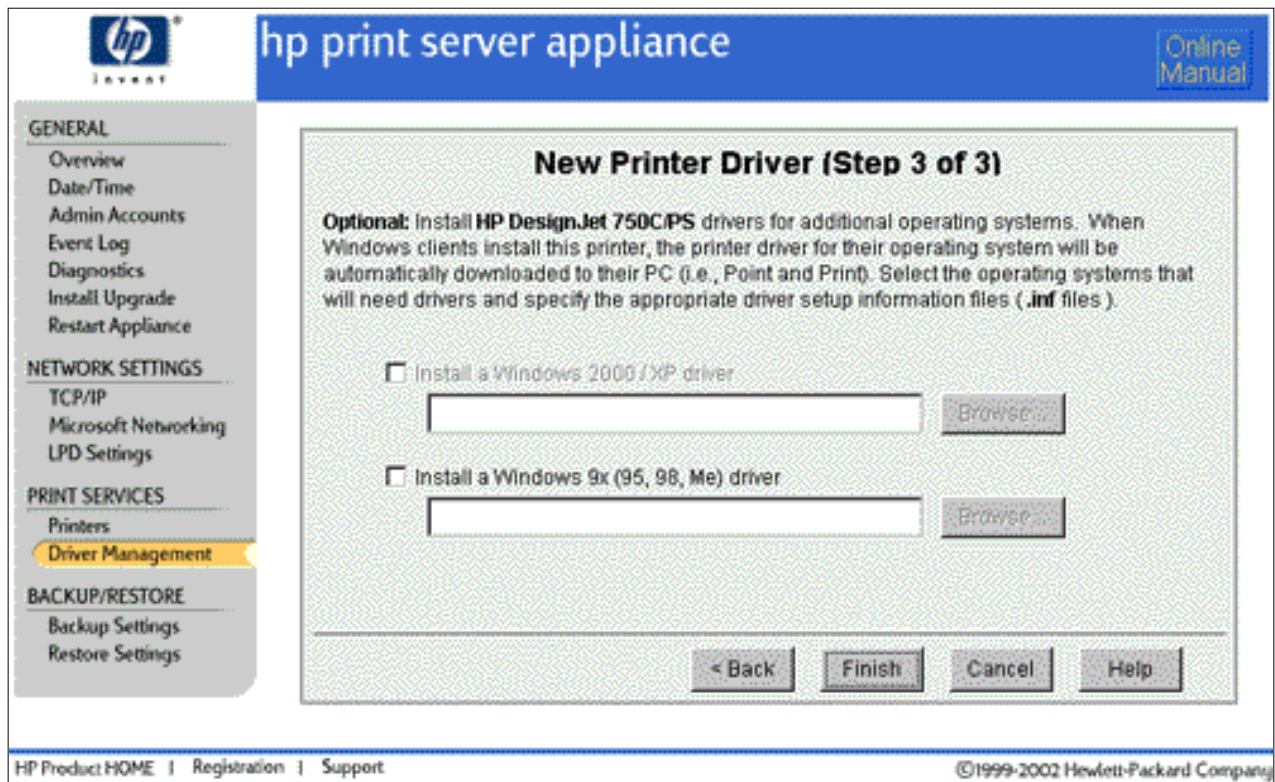 hp
invent
hp print server appliance
Online
Manual
GENERAL
Overview
Date/Time
Admin Accounts
Event Log
Diagnostics
Install Upgrade
Restart Appliance
NETWORK SETTINGS
TCP/IP
Microsoft Networking
LPD Settings
PRINT SERVICES
Printers
Driver Management
BACKUP/RESTORE
Backup Settings
Restore Settings
New Printer Driver (Step 3 of 3)
Optional: Install HP DesignJet 750C/PS drivers for additional operating systems. When
Windows clients install this printer, the printer driver for their operating system will be
automatically downloaded to their PC (i.e., Point and Print). Select the operating systems that
will need drivers and specify the appropriate driver setup information files ( .inf files ).
Install a Windows 2000 / XP driver
Browse...
Install a Windows 9x (95, 98, Me) driver
Browse...
< Back Finish Cancel Help
HP Product HOME | Registration | Support
©1999-2002 Hewlett-Packard Company